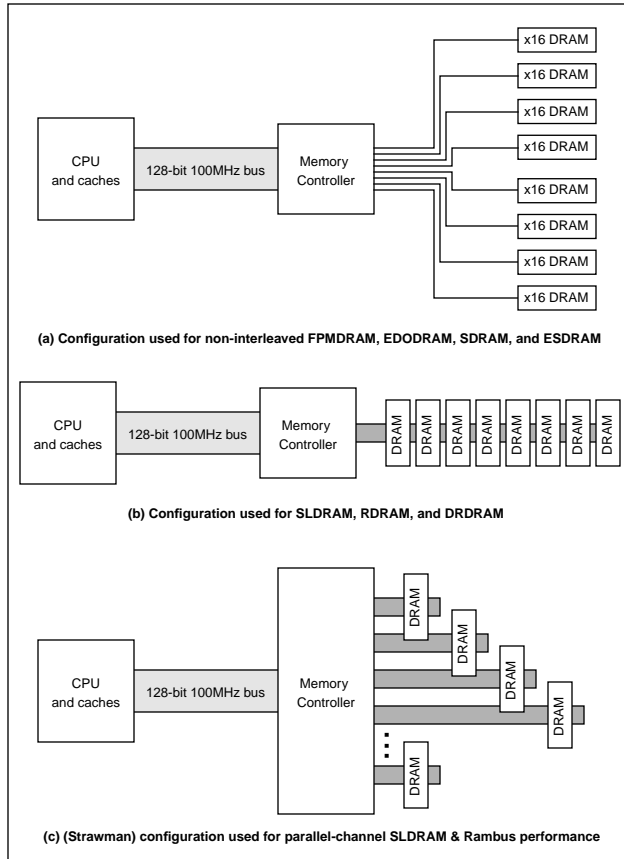 x16 DRAM
x16 DRAM
x16 DRAM
x16 DRAM
CPU
and caches
128-bit 100MHz bus
Memory
Controller
x16 DRAM
x16 DRAM
x16 DRAM
x16 DRAM
(a) Configuration used for non-interleaved FPMDRAM, EDODRAM, SDRAM, and ESDRAM
CPU
and caches
128-bit 100MHz bus
Memory
Controller
DRAM
DRAM
DRAM
DRAM
DRAM
DRAM
DRAM
DRAM
(b) Configuration used for SLDRAM, RDRAM, and DRDRAM
CPU
and caches
128-bit 100MHz bus
Memory
Controller
DRAM
DRAM
DRAM
DRAM
DRAM
(c) (Strawman) configuration used for parallel-channel SLDRAM & Rambus performance